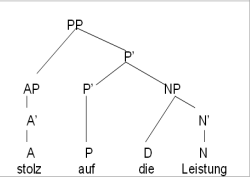 PP
P'
AP P' NP
A' N'
A P D N
stolz auf die Leistung